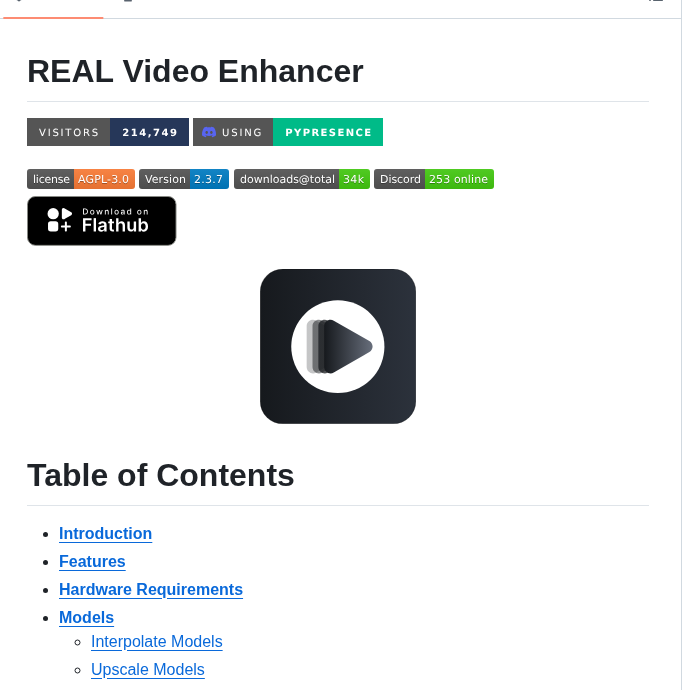 REAL Video Enhancer
VISITORS 214,749 USING PYPRESENCE
license AGPL-3.0 Version 2.3.7 downloads@total 34k Discord 253 online
Download on
Flathub
Table of Contents
Introduction
Features
Hardware Requirements
Models
Interpolate Models
Upscale Models